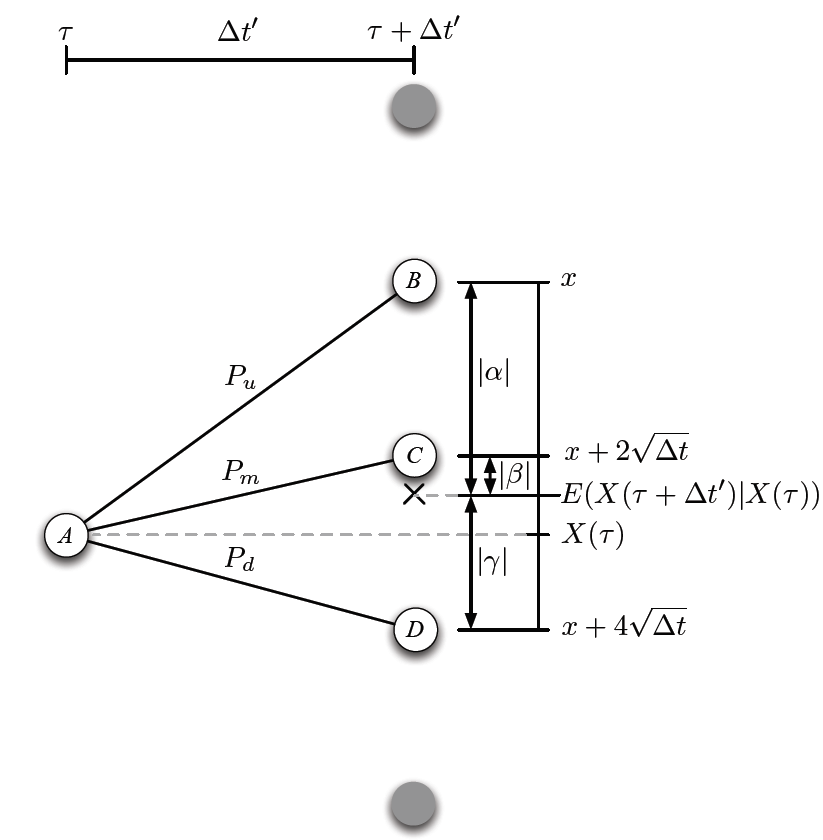 τ Δt′ τ + Δt′
B x
|α|
P_u
C x + 2√Δt
P_m |β|
E(X(τ + Δt′)|X(τ))
A X(τ)
P_d |γ|
D x + 4√Δt